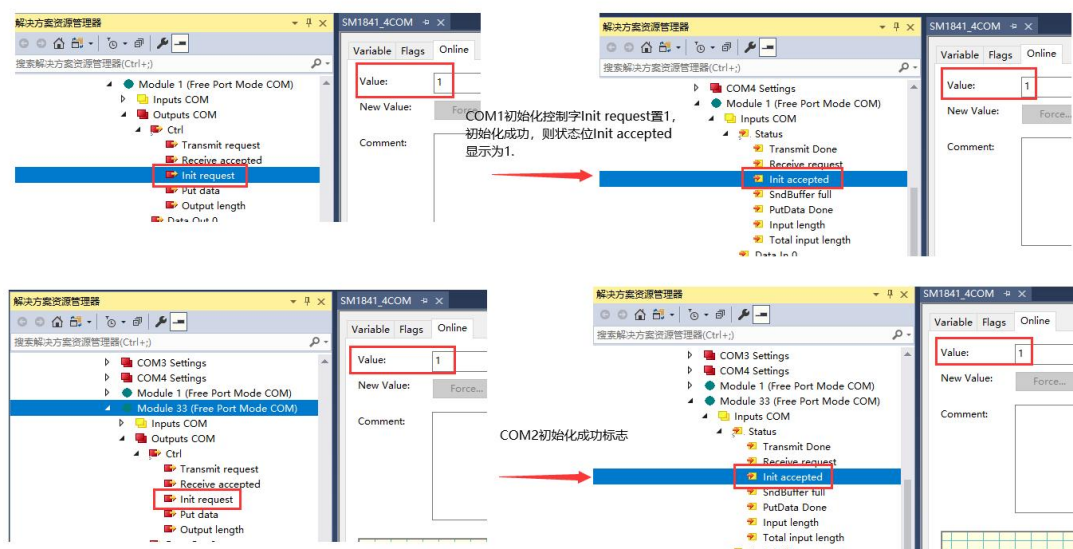 解决方案资源管理器
搜索解决方案资源管理器(Ctrl+;)
Module 1 (Free Port Mode COM)
Inputs COM
Outputs COM
Ctrl
Transmit request
Receive accepted
Init request
Put data
Output length
Data Out 0
SM1841_4COM
Variable Flags Online
Value: 1
New Value: Force
Comment:
COM1初始化控制字Init request置1,
初始化成功，则状态位Init accepted
显示为1.
解决方案资源管理器
搜索解决方案资源管理器(Ctrl+;)
COM4 Settings
Module 1 (Free Port Mode COM)
Inputs COM
Status
Transmit Done
Receive request
Init accepted
SndBuffer full
PutData Done
Input length
Total input length
Data In 0
SM1841_4COM
Variable Flags Online
Value: 1
New Value: Force...
Comment:
解决方案资源管理器
搜索解决方案资源管理器(Ctrl+;)
COM3 Settings
COM4 Settings
Module 1 (Free Port Mode COM)
Module 33 (Free Port Mode COM)
Inputs COM
Outputs COM
Ctrl
Transmit request
Receive accepted
Init request
Put data
Output length
SM1841_4COM
Variable Flags Online
Value: 1
New Value: Force...
Comment:
COM2初始化成功标志
解决方案资源管理器
搜索解决方案资源管理器(Ctrl+;)
COM3 Settings
COM4 Settings
Module 1 (Free Port Mode COM)
Module 33 (Free Port Mode COM)
Inputs COM
Status
Transmit Done
Receive request
Init accepted
SndBuffer full
PutData Done
Input length
Total input length
SM1841_4COM
Variable Flags Online
Value: 1
New Value: Force...
Comment: